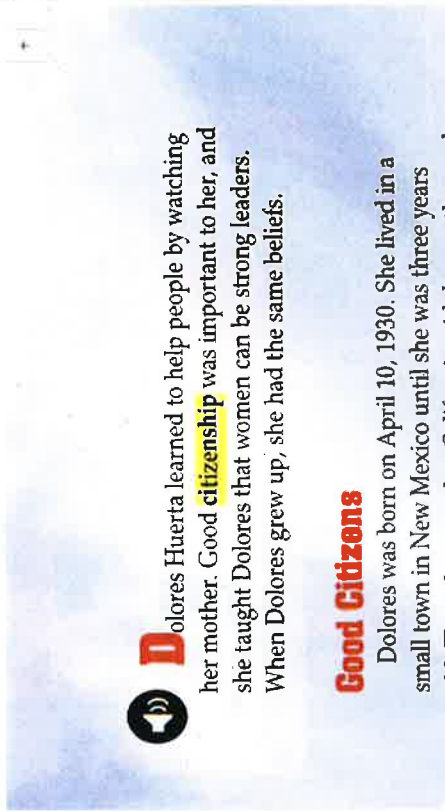 Dolores Huerta learned to help people by watching
her mother. Good citizenship was important to her, and
she taught Dolores that women can be strong leaders.
When Dolores grew up, she had the same beliefs.
Good Citizens
Dolores was born on April 10, 1930. She lived in a
small town in New Mexico until she was three years